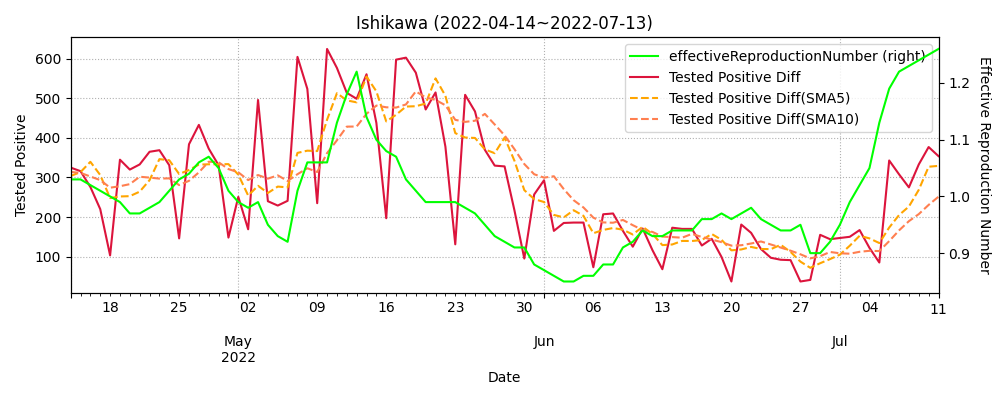 Ishikawa (2022-04-14~2022-07-13)
effectiveReproductionNumber (right)
Tested Positive Diff
Tested Positive Diff(SMA5)
Tested Positive Diff(SMA10)
Tested Positive
600
500
400
300
200
100
Effective Reproduction Number
1.2
1.1
1.0
0.9
18 25 02 09 16 23 30 06 13 20 27 04 11
May Jun Jul
2022
Date